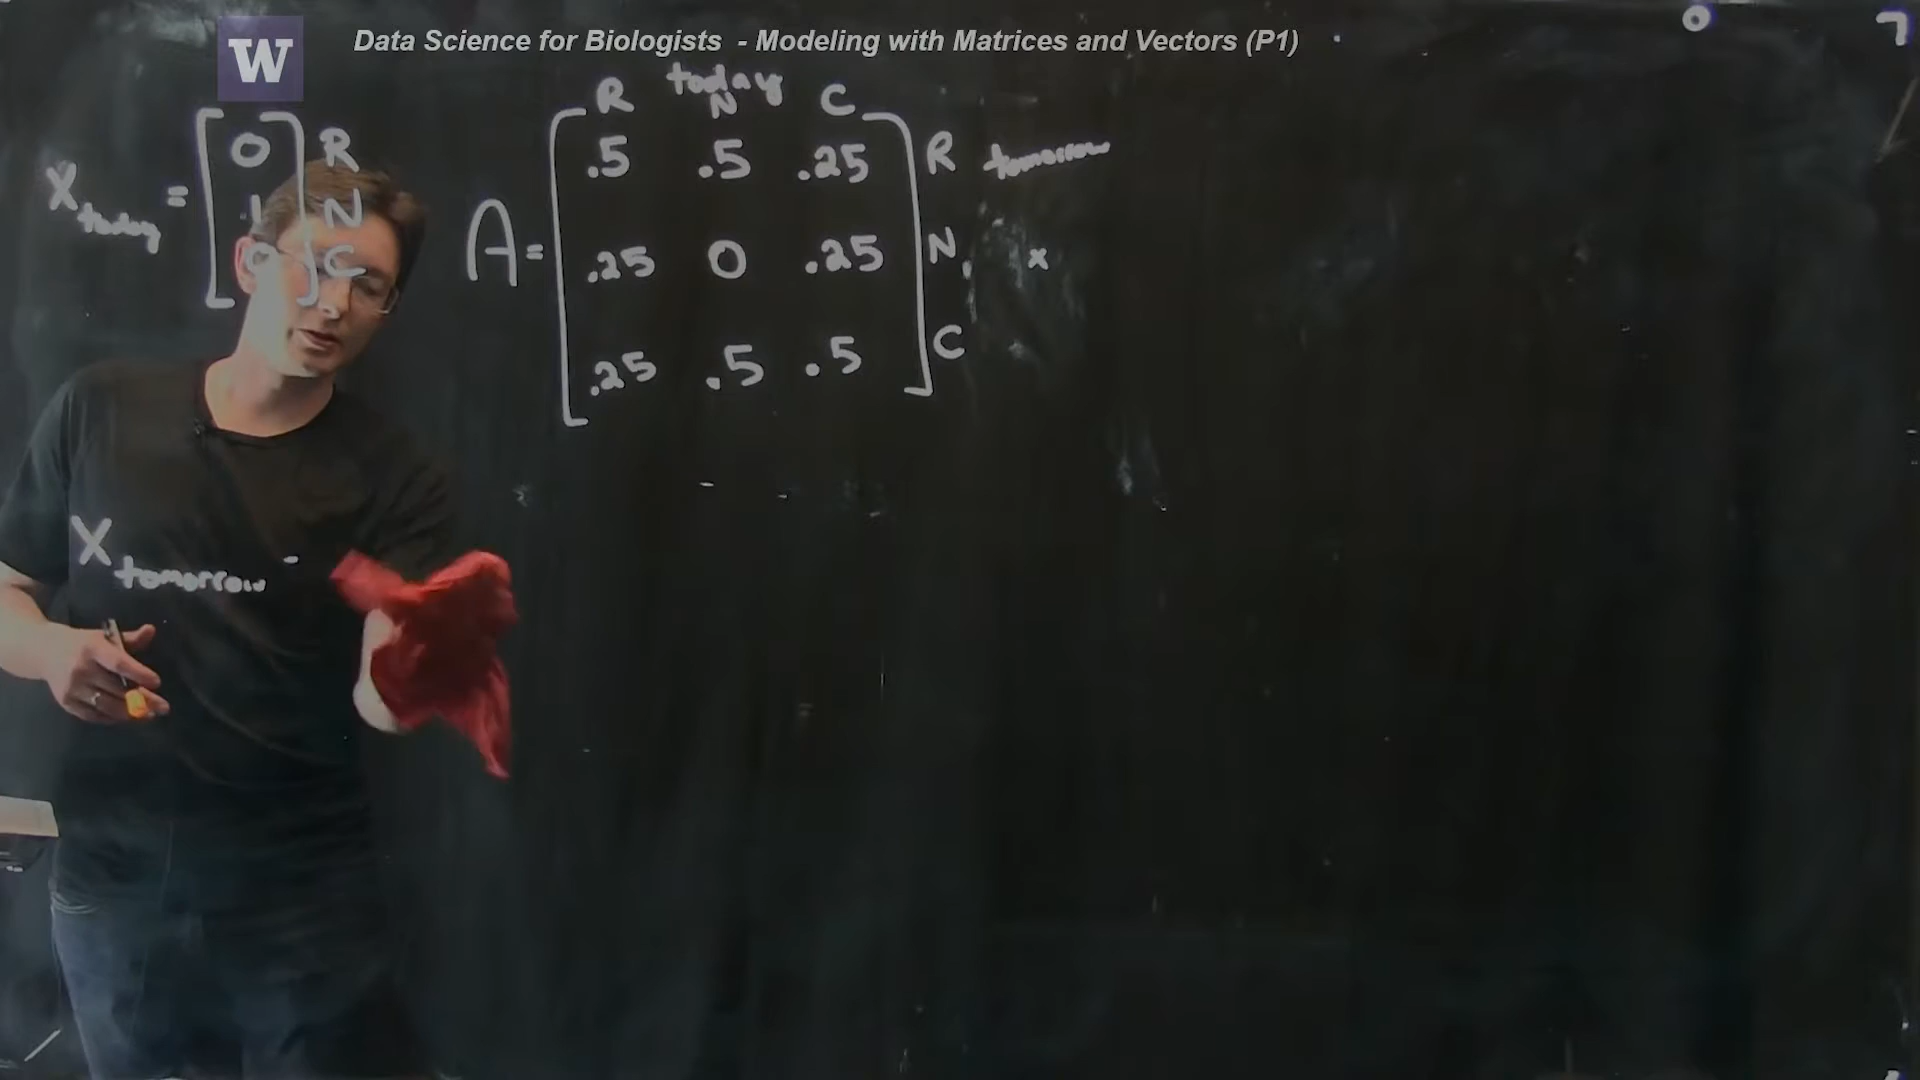 W
Data Science for Biologists - Modeling with Matrices and Vectors (P1)
today
R N C
X today = [ 0 1 0 ] R N C
A = [ .5 .5 .25 ] R tomorrow
.25 0 .25 N
.25 .5 .5 C
X tomorrow